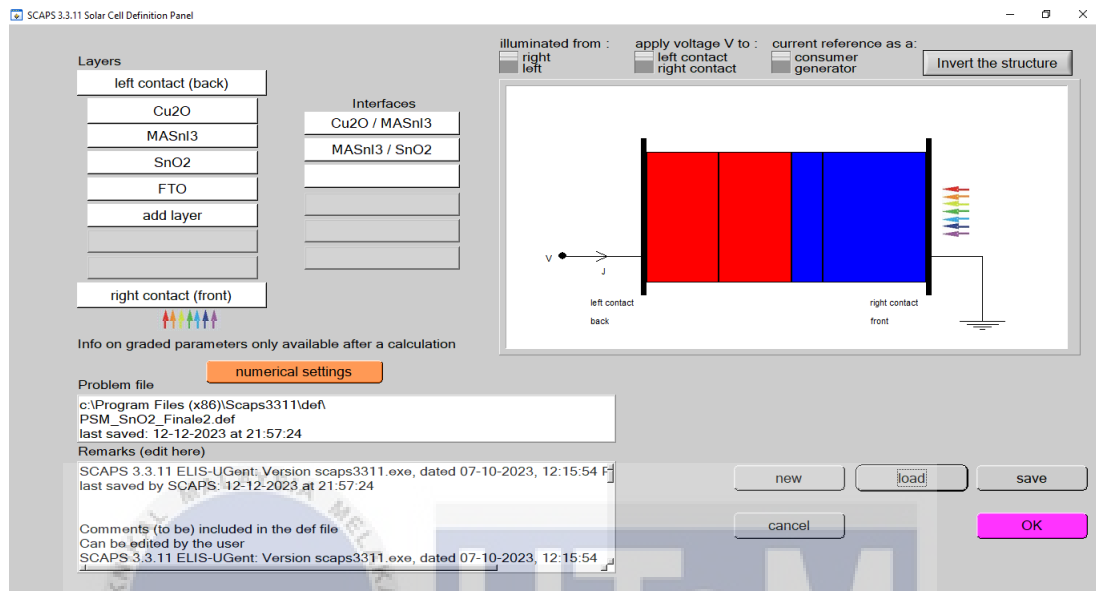 SCAPS 3.3.11 Solar Cell Definition Panel
illuminated from :
right
left
apply voltage V to :
left contact
right contact
current reference as a:
consumer
generator
Invert the structure
Layers
left contact (back)
Cu2O
MASnI3
SnO2
FTO
add layer
right contact (front)
Interfaces
Cu2O / MASnI3
MASnI3 / SnO2
V
J
left contact
back
right contact
front
Info on graded parameters only available after a calculation
numerical settings
Problem file
c:\Program Files (x86)\Scaps3311\def\
PSM_SnO2_Finale2.def
last saved: 12-12-2023 at 21:57:24
Remarks (edit here)
SCAPS 3.3.11 ELIS-UGent: Version scaps3311.exe, dated 07-10-2023, 12:15:54
last saved by SCAPS: 12-12-2023 at 21:57:24
Comments (to be) included in the def file
Can be edited by the user
SCAPS 3.3.11 ELIS-UGent: Version scaps3311.exe, dated 07-10-2023, 12:15:54
new
load
save
cancel
OK